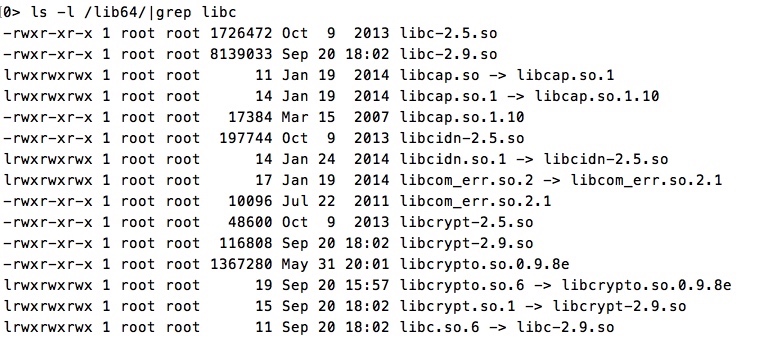 [0> ls -l /lib64/|grep libc
-rwxr-xr-x 1 root root 1726472 Oct  9  2013 libc-2.5.so
-rwxr-xr-x 1 root root 8139033 Sep 20 18:02 libc-2.9.so
lrwxrwxrwx 1 root root      11 Jan 19  2014 libcap.so -> libcap.so.1
lrwxrwxrwx 1 root root      14 Jan 19  2014 libcap.so.1 -> libcap.so.1.10
-rwxr-xr-x 1 root root   17384 Mar 15  2007 libcap.so.1.10
-rwxr-xr-x 1 root root  197744 Oct  9  2013 libcidn-2.5.so
lrwxrwxrwx 1 root root      14 Jan 24  2014 libcidn.so.1 -> libcidn-2.5.so
lrwxrwxrwx 1 root root      17 Jan 19  2014 libcom_err.so.2 -> libcom_err.so.2.1
-rwxr-xr-x 1 root root   10096 Jul 22  2011 libcom_err.so.2.1
-rwxr-xr-x 1 root root   48600 Oct  9  2013 libcrypt-2.5.so
-rwxr-xr-x 1 root root  116808 Sep 20 18:02 libcrypt-2.9.so
-rwxr-xr-x 1 root root 1367280 May 31 20:01 libcrypto.so.0.9.8e
lrwxrwxrwx 1 root root      19 Sep 20 15:57 libcrypto.so.6 -> libcrypto.so.0.9.8e
lrwxrwxrwx 1 root root      15 Sep 20 18:02 libcrypt.so.1 -> libcrypt-2.9.so
lrwxrwxrwx 1 root root      11 Sep 20 18:02 libc.so.6 -> libc-2.9.so